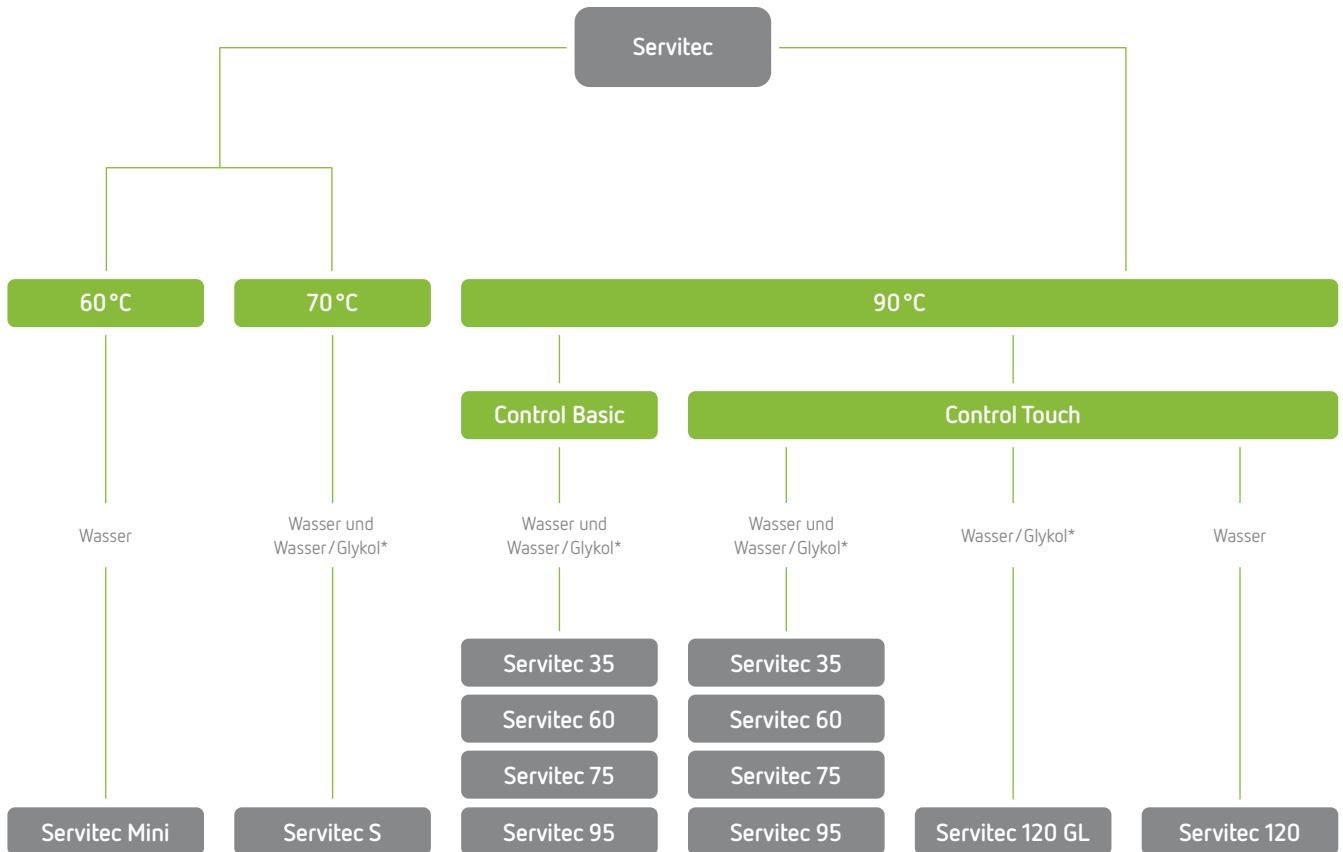 Servitec
60 °C
70 °C
90 °C
Control Basic
Control Touch
Wasser
Wasser und
Wasser/Glykol*
Wasser und
Wasser/Glykol*
Wasser und
Wasser/Glykol*
Wasser/Glykol*
Wasser
Servitec 35
Servitec 35
Servitec 60
Servitec 60
Servitec 75
Servitec 75
Servitec Mini
Servitec S
Servitec 95
Servitec 95
Servitec 120 GL
Servitec 120